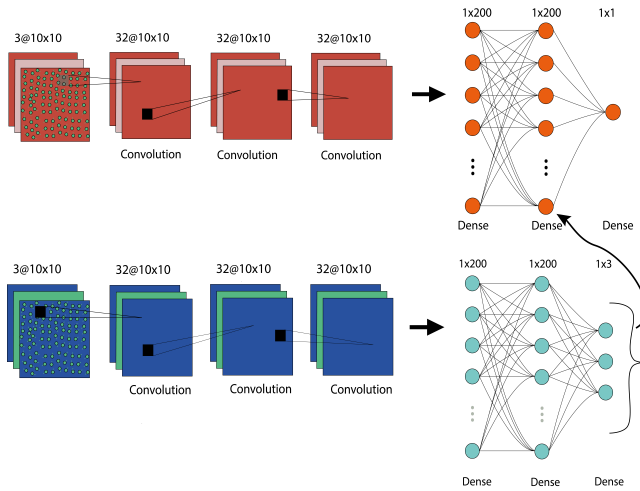 1x200 1x200 1x1
3@10x10 32@10x10 32@10x10 32@10x10
Convolution Convolution Convolution
Dense Dense Dense
3@10x10 32@10x10 32@10x10 32@10x10
1x200 1x200 1x3
Convolution Convolution Convolution
Dense Dense Dense